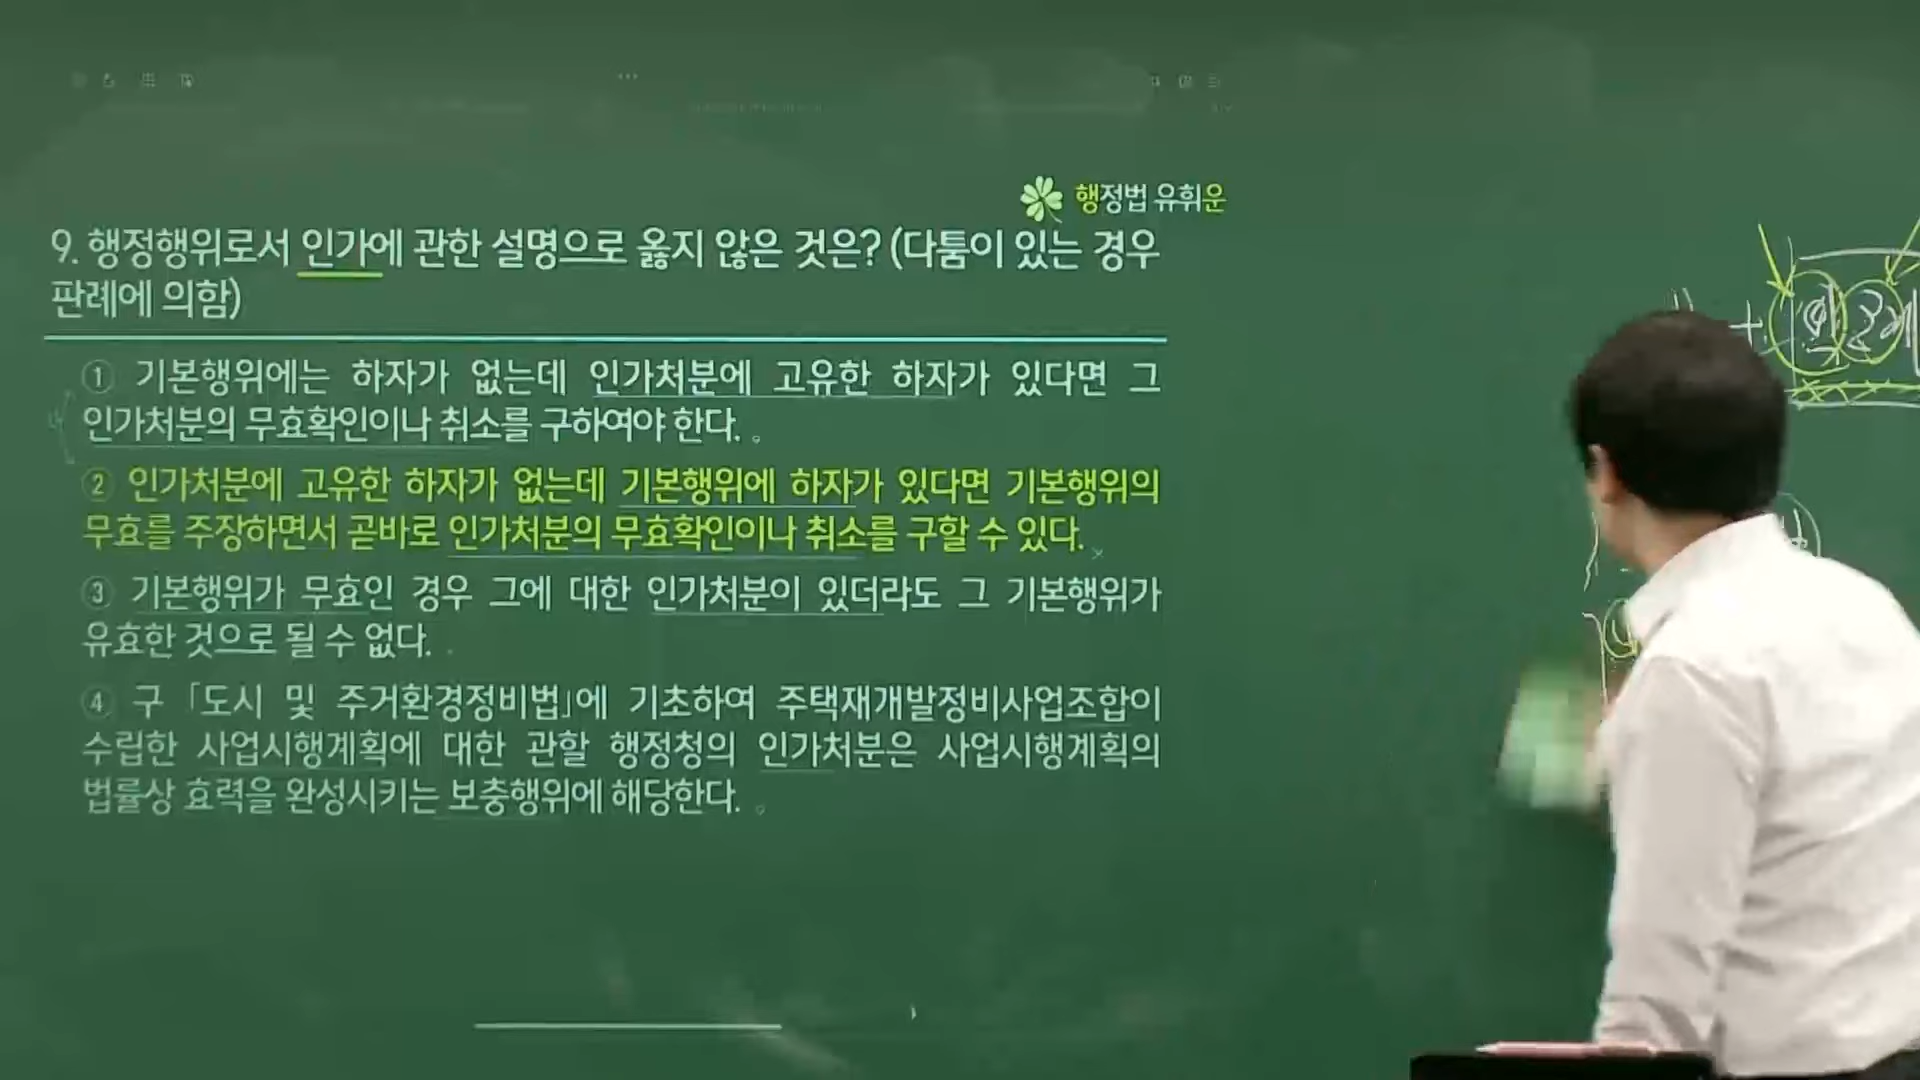 행정법 유휘운
9. 행정행위로서 인가에 관한 설명으로 옳지 않은 것은? (다툼이 있는 경우
판례에 의함)
① 기본행위에는 하자가 없는데 인가처분에 고유한 하자가 있다면 그
인가처분의 무효확인이나 취소를 구하여야 한다.
② 인가처분에 고유한 하자가 없는데 기본행위에 하자가 있다면 기본행위의
무효를 주장하면서 곧바로 인가처분의 무효확인이나 취소를 구할 수 있다.
③ 기본행위가 무효인 경우 그에 대한 인가처분이 있더라도 그 기본행위가
유효한 것으로 될 수 없다.
④ 구 「도시 및 주거환경정비법」에 기초하여 주택재개발정비사업조합이
수립한 사업시행계획에 대한 관할 행정청의 인가처분은 사업시행계획의
법률상 효력을 완성시키는 보충행위에 해당한다.